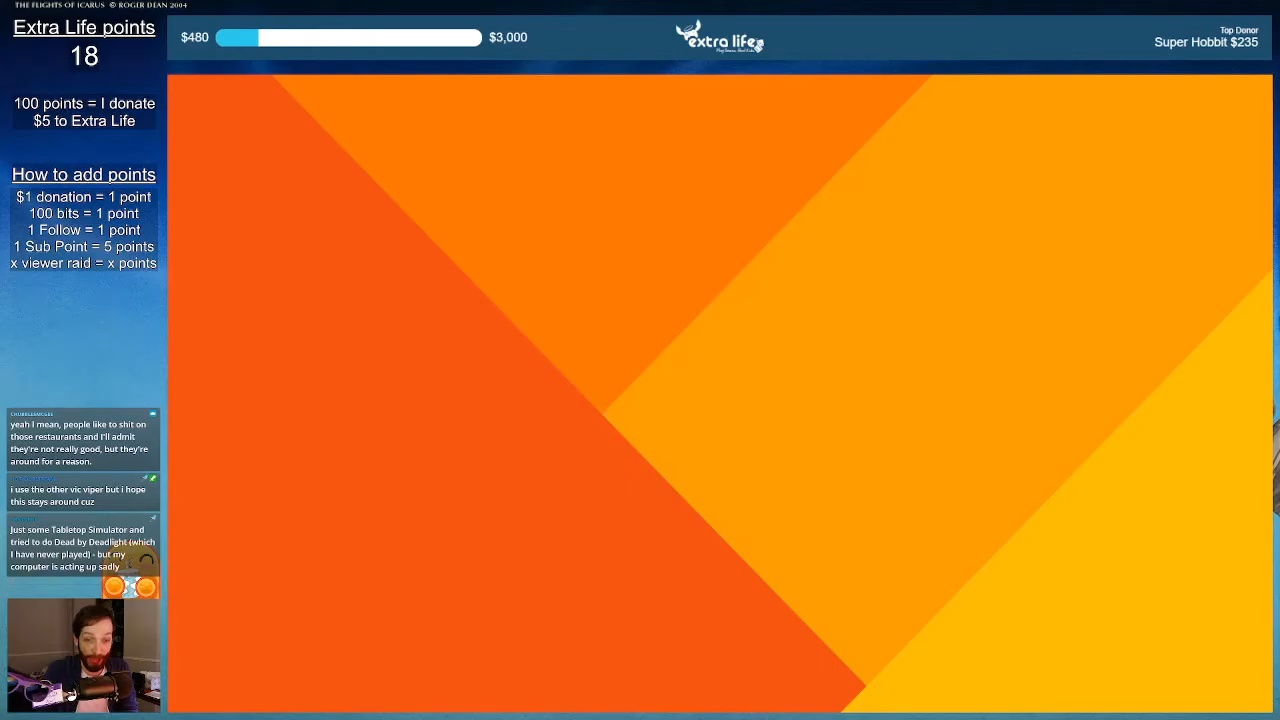 THE FLIGHTS OF ICARUS © ROGER DEAN 2004
Extra Life points
18
100 points = I donate
$5 to Extra Life
How to add points
$1 donation = 1 point
100 bits = 1 point
1 Follow = 1 point
1 Sub Point = 5 points
x viewer raid = x points
$480
$3,000
extra life
Play Games. Heal Kids.
Top Donor
Super Hobbit $235
CHUBBLESMCGEE
yeah I mean, people like to shit on
those restaurants and I'll admit
they're not really good, but they're
around for a reason.
i use the other vic viper but i hope
this stays around cuz
Just some Tabletop Simulator and
tried to do Dead by Deadlight (which
I have never played) - but my
computer is acting up sadly